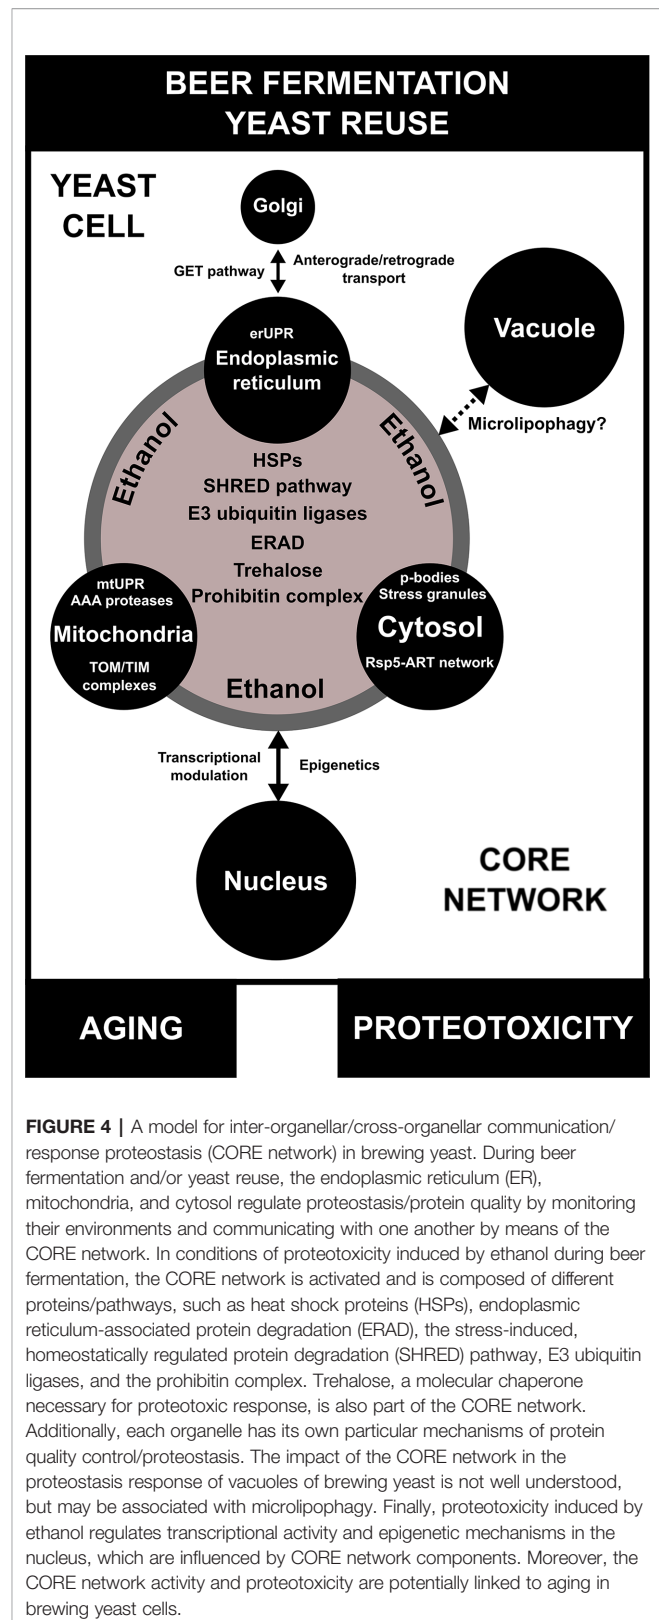 BEER FERMENTATION
YEAST REUSE
YEAST
CELL
Golgi
GET pathway
Anterograde/retrograde
transport
erUPR
Endoplasmic
reticulum
Vacuole
Microlipophagy?
Ethanol
Ethanol
HSPs
SHRED pathway
E3 ubiquitin ligases
ERAD
Trehalose
Prohibitin complex
mtUPR
AAA proteases
Mitochondria
TOM/TIM
complexes
p-bodies
Stress granules
Cytosol
Rsp5-ART network
Ethanol
Transcriptional
modulation
Epigenetics
Nucleus
CORE
NETWORK
AGING
PROTEOTOXICITY
FIGURE 4 | A model for inter-organellar/cross-organellar communication/
response proteostasis (CORE network) in brewing yeast. During beer
fermentation and/or yeast reuse, the endoplasmic reticulum (ER),
mitochondria, and cytosol regulate proteostasis/protein quality by monitoring
their environments and communicating with one another by means of the
CORE network. In conditions of proteotoxicity induced by ethanol during beer
fermentation, the CORE network is activated and is composed of different
proteins/pathways, such as heat shock proteins (HSPs), endoplasmic
reticulum-associated protein degradation (ERAD), the stress-induced,
homeostatically regulated protein degradation (SHRED) pathway, E3 ubiquitin
ligases, and the prohibitin complex. Trehalose, a molecular chaperone
necessary for proteotoxic response, is also part of the CORE network.
Additionally, each organelle has its own particular mechanisms of protein
quality control/proteostasis. The impact of the CORE network in the
proteostasis response of vacuoles of brewing yeast is not well understood,
but may be associated with microlipophagy. Finally, proteotoxicity induced by
ethanol regulates transcriptional activity and epigenetic mechanisms in the
nucleus, which are influenced by CORE network components. Moreover, the
CORE network activity and proteotoxicity are potentially linked to aging in
brewing yeast cells.